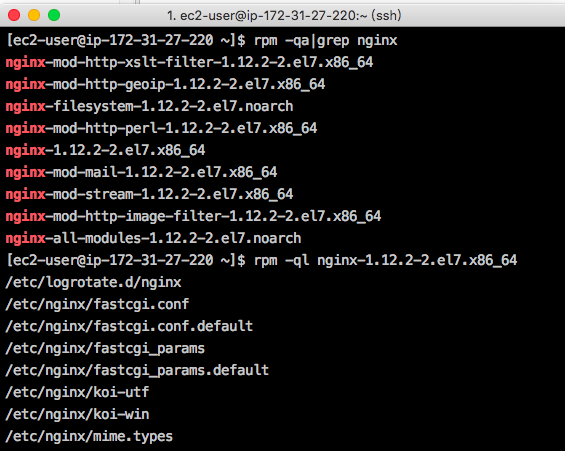 1. ec2-user@ip-172-31-27-220:~ (ssh)
[ec2-user@ip-172-31-27-220 ~]$ rpm -qa|grep nginx
nginx-mod-http-xslt-filter-1.12.2-2.el7.x86_64
nginx-mod-http-geoip-1.12.2-2.el7.x86_64
nginx-filesystem-1.12.2-2.el7.noarch
nginx-mod-http-perl-1.12.2-2.el7.x86_64
nginx-1.12.2-2.el7.x86_64
nginx-mod-mail-1.12.2-2.el7.x86_64
nginx-mod-stream-1.12.2-2.el7.x86_64
nginx-mod-http-image-filter-1.12.2-2.el7.x86_64
nginx-all-modules-1.12.2-2.el7.noarch
[ec2-user@ip-172-31-27-220 ~]$ rpm -ql nginx-1.12.2-2.el7.x86_64
/etc/logrotate.d/nginx
/etc/nginx/fastcgi.conf
/etc/nginx/fastcgi.conf.default
/etc/nginx/fastcgi_params
/etc/nginx/fastcgi_params.default
/etc/nginx/koi-utf
/etc/nginx/koi-win
/etc/nginx/mime.types